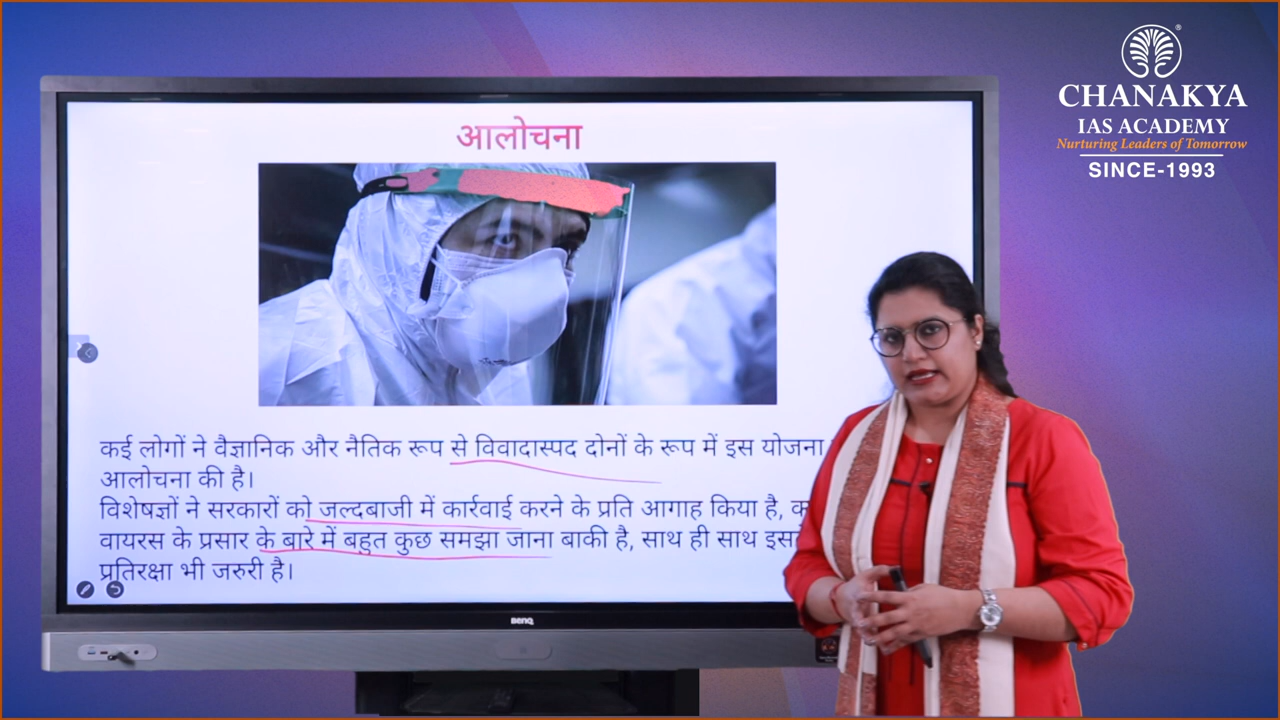 आलोचना
कई लोगों ने वैज्ञानिक और नैतिक रूप से विवादास्पद दोनों के रूप में इस योजना
आलोचना की है।
विशेषज्ञों ने सरकारों को जल्दबाजी में कार्रवाई करने के प्रति आगाह किया है,
वायरस के प्रसार के बारे में बहुत कुछ समझा जाना बाकी है, साथ ही साथ
प्रतिरक्षा भी जरुरी है।
BenQ
CHANAKYA
IAS ACADEMY
Nurturing Leaders of Tomorrow
SINCE-1993